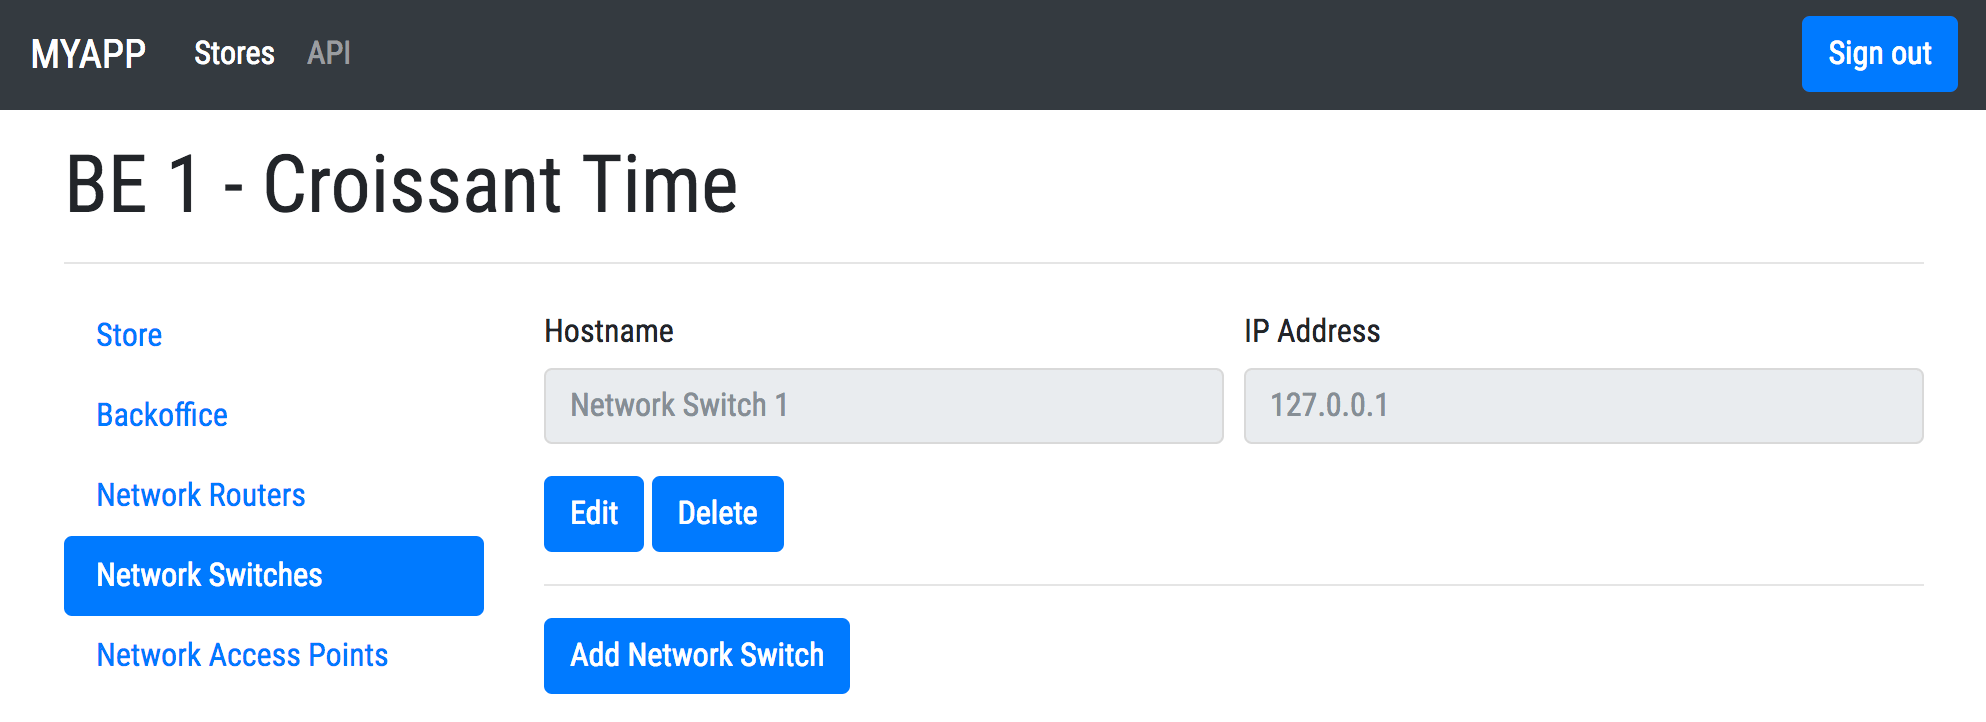 MYAPP Stores API Sign out
BE 1 - Croissant Time
Store
Backoffice
Network Routers
Network Switches
Network Access Points
Hostname IP Address
Network Switch 1 127.0.0.1
Edit Delete
Add Network Switch